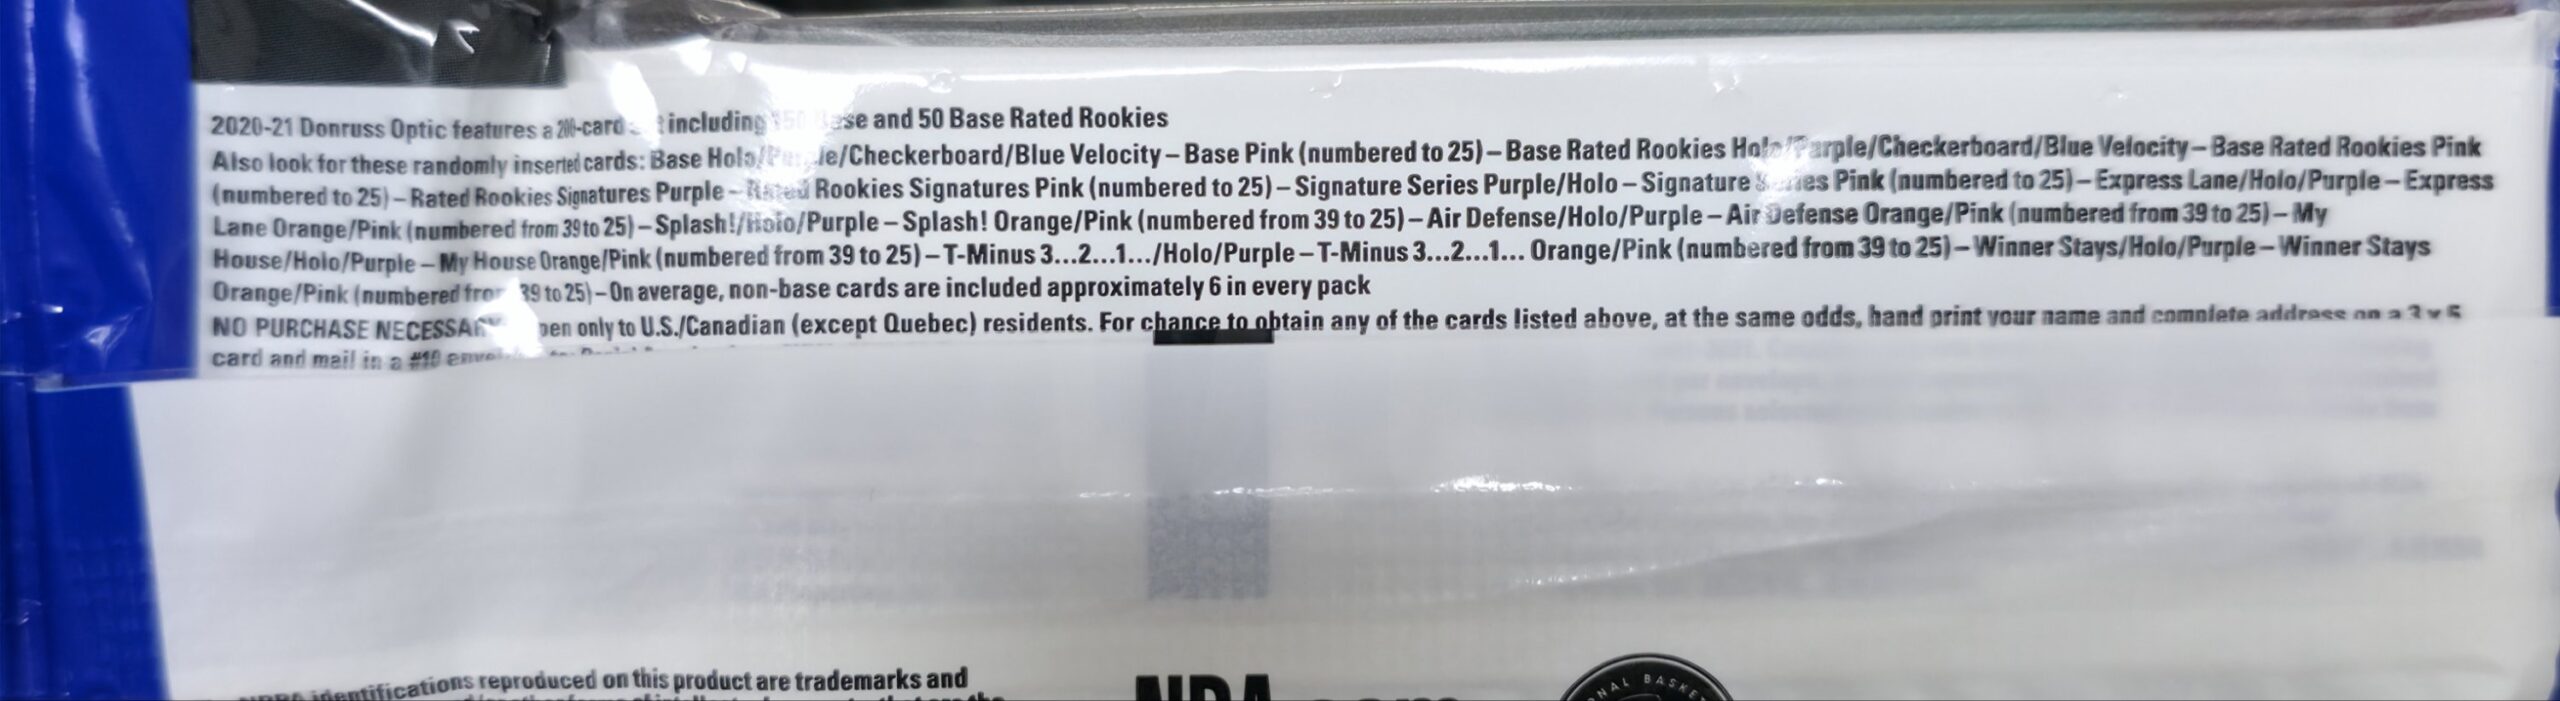 2020-21 Donruss Optic features a 200-card including 150 Base and 50 Base Rated Rookies
Also look for these randomly inserted cards: Base Holo/Purple/Checkerboard/Blue Velocity – Base Pink (numbered to 25) – Base Rated Rookies Holo/Purple/Checkerboard/Blue Velocity – Base Rated Rookies Pink
(numbered to 25) – Rated Rookies Signatures Purple – Rated Rookies Signatures Pink (numbered to 25) – Signature Series Purple/Holo – Signature Series Pink (numbered to 25) – Express Lane/Holo/Purple – Express
Lane Orange/Pink (numbered from 39 to 25) – Splash!/Holo/Purple – Splash! Orange/Pink (numbered from 39 to 25) – Air Defense/Holo/Purple – Air Defense Orange/Pink (numbered from 39 to 25) – My
House/Holo/Purple – My House Orange/Pink (numbered from 39 to 25) – T-Minus 3...2...1.../Holo/Purple – T-Minus 3...2...1... Orange/Pink (numbered from 39 to 25) – Winner Stays/Holo/Purple – Winner Stays
Orange/Pink (numbered from 39 to 25) – On average, non-base cards are included approximately 6 in every pack
NO PURCHASE NECESSARY open only to U.S./Canadian (except Quebec) residents. For chance to obtain any of the cards listed above, at the same odds, hand print your name and complete address on a 3 x 5
card and mail in a #10
identifications reproduced on this product are trademarks and